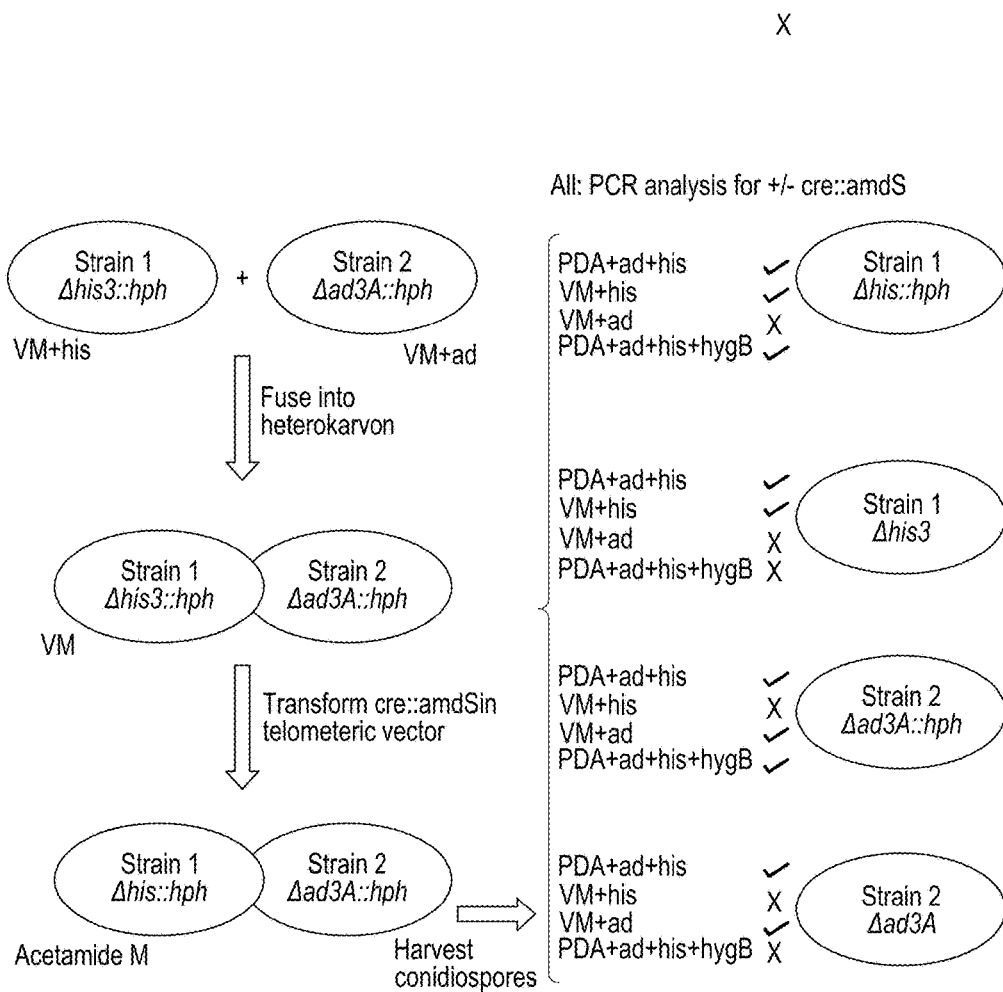 X
All: PCR analysis for +/- cre::amdS
Strain 1
Δhis3::hph
+
Strain 2
Δad3A::hph
VM+his
VM+ad
Fuse into
heterokarvon
Strain 1
Δhis3::hph
Strain 2
Δad3A::hph
VM
Transform cre::amdSin
telometeric vector
Strain 1
Δhis::hph
Strain 2
Δad3A::hph
Acetamide M
Harvest
conidiospores
PDA+ad+his ✓
VM+his ✓
VM+ad X
PDA+ad+his+hygB ✓
Strain 1
Δhis::hph
PDA+ad+his ✓
VM+his ✓
VM+ad X
PDA+ad+his+hygB X
Strain 1
Δhis3
PDA+ad+his ✓
VM+his X
VM+ad ✓
PDA+ad+his+hygB ✓
Strain 2
Δad3A::hph
PDA+ad+his ✓
VM+his X
VM+ad ✓
PDA+ad+his+hygB X
Strain 2
Δad3A